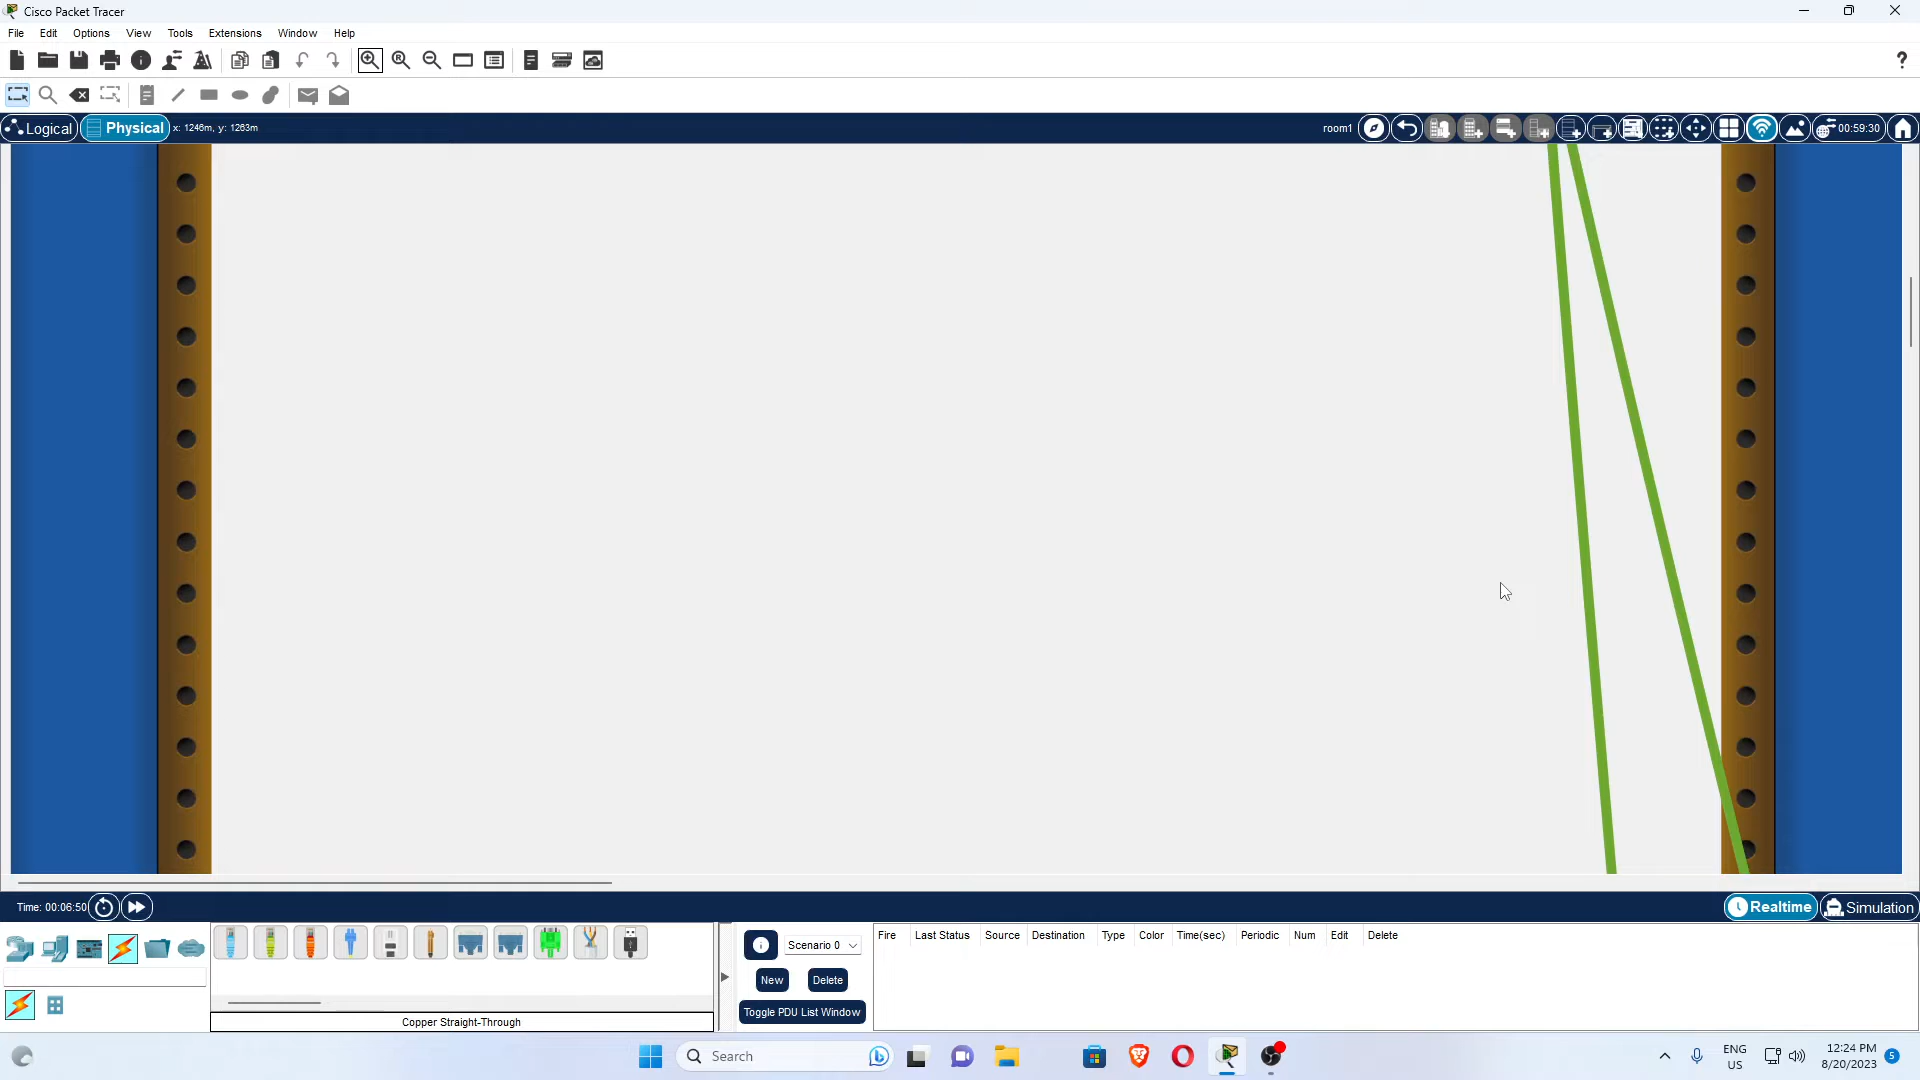 Cisco Packet Tracer
File Edit Options View Tools Extensions Window Help
Logical Physical x: 1246m, y: 1263m room1 00:59:30
Time: 00:06:50 Realtime Simulation
Scenario 0
New Delete
Toggle PDU List Window
Fire Last Status Source Destination Type Color Time(sec) Periodic Num Edit Delete
Copper Straight-Through
Search
ENG
US
12:24 PM
8/20/2023
5